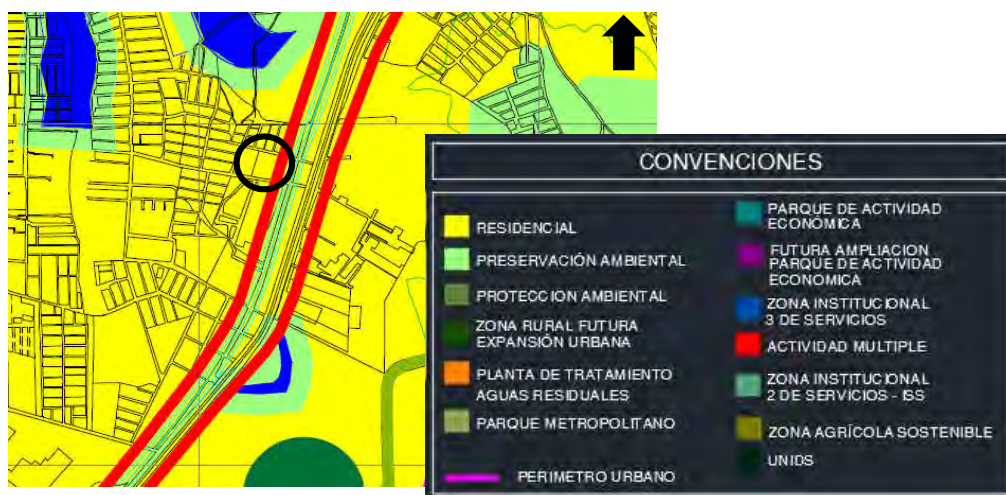 CONVENCIONES
RESIDENCIAL
PRESERVACIÓN AMBIENTAL
PROTECCION AMBIENTAL
ZONA RURAL FUTURA
EXPANSIÓN URBANA
PLANTA DE TRATAMIENTO
AGUAS RESIDUALES
PARQUE METROPOLITANO
PERIMETRO URBANO
PARQUE DE ACTIVIDAD
ECONÓMICA
FUTURA AMPLIACION
PARQUE DE ACTIVIDAD
ECONOMICA
ZONA INSTITUCIONAL
3 DE SERVICIOS
ACTIVIDAD MULTIPLE
ZONA INSTITUCIONAL
2 DE SERVICIOS - ISS
ZONA AGRÍCOLA SOSTENIBLE
UNIDS